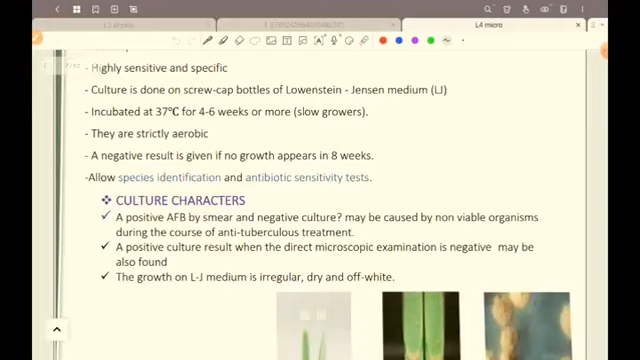 L4 micro
- Highly sensitive and specific
- Culture is done on screw-cap bottles of Lowenstein - Jensen medium (LJ)
- Incubated at 37℃ for 4-6 weeks or more (slow growers).
- They are strictly aerobic
- A negative result is given if no growth appears in 8 weeks.
-Allow species identification and antibiotic sensitivity tests.
❖ CULTURE CHARACTERS
✓ A positive AFB by smear and negative culture? may be caused by non viable organisms
during the course of anti-tuberculous treatment.
✓ A positive culture result when the direct microscopic examination is negative may be
also found
✓ The growth on L-J medium is irregular, dry and off-white.